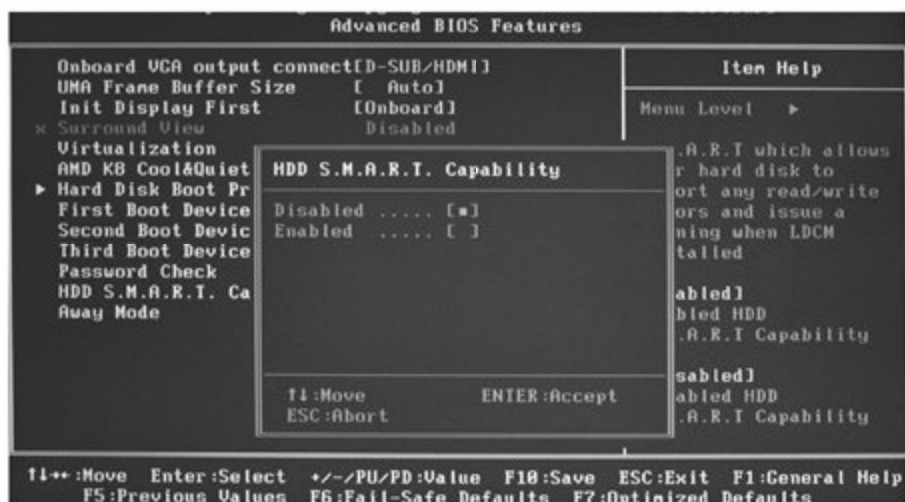 Advanced BIOS Features
Onboard VGA output connect[D-SUB/HDMI]
UMA Frame Buffer Size [ Auto]
Init Display First [Onboard]
x Surround View Disabled
Virtualization
AMD K8 Cool&Quiet
▶ Hard Disk Boot Pr
First Boot Device
Second Boot Devic
Third Boot Device
Password Check
HDD S.M.A.R.T. Ca
Away Mode
HDD S.M.A.R.T. Capability
Disabled ..... [■]
Enabled ..... [ ]
↑↓:Move ENTER:Accept
ESC:Abort
Item Help
Menu Level ▶
.A.R.T which allows
r hard disk to
ort any read/write
ors and issue a
ning when LDCM
talled
abled]
bled HDD
.A.R.T Capability
sabled]
abled HDD
.A.R.T Capability
↑↓→←:Move Enter:Select +/-/PU/PD:Value F10:Save ESC:Exit F1:General Help
F5:Previous Values F6:Fail-Safe Defaults F7:Optimized Defaults